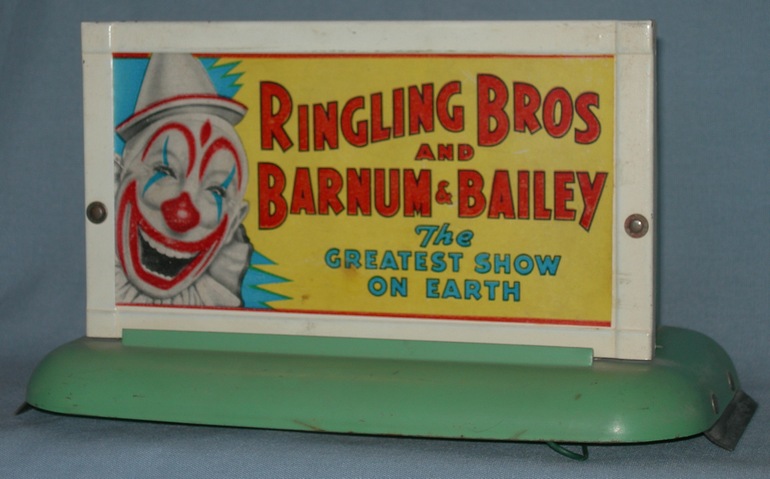 RINGLING BROS
AND
BARNUM & BAILEY
The
GREATEST SHOW
ON EARTH